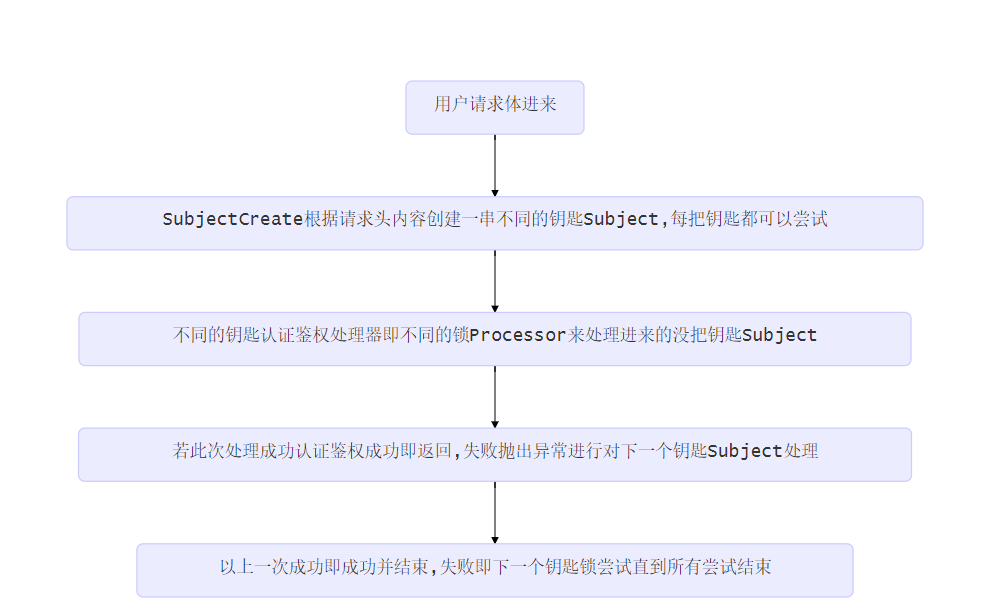 用户请求体进来
SubjectCreate根据请求头内容创建一串不同的钥匙Subject,每把钥匙都可以尝试
不同的钥匙认证鉴权处理器即不同的锁Processor来处理进来的没把钥匙Subject
若此次处理成功认证鉴权成功即返回,失败抛出异常进行对下一个钥匙Subject处理
以上一次成功即成功并结束,失败即下一个钥匙锁尝试直到所有尝试结束